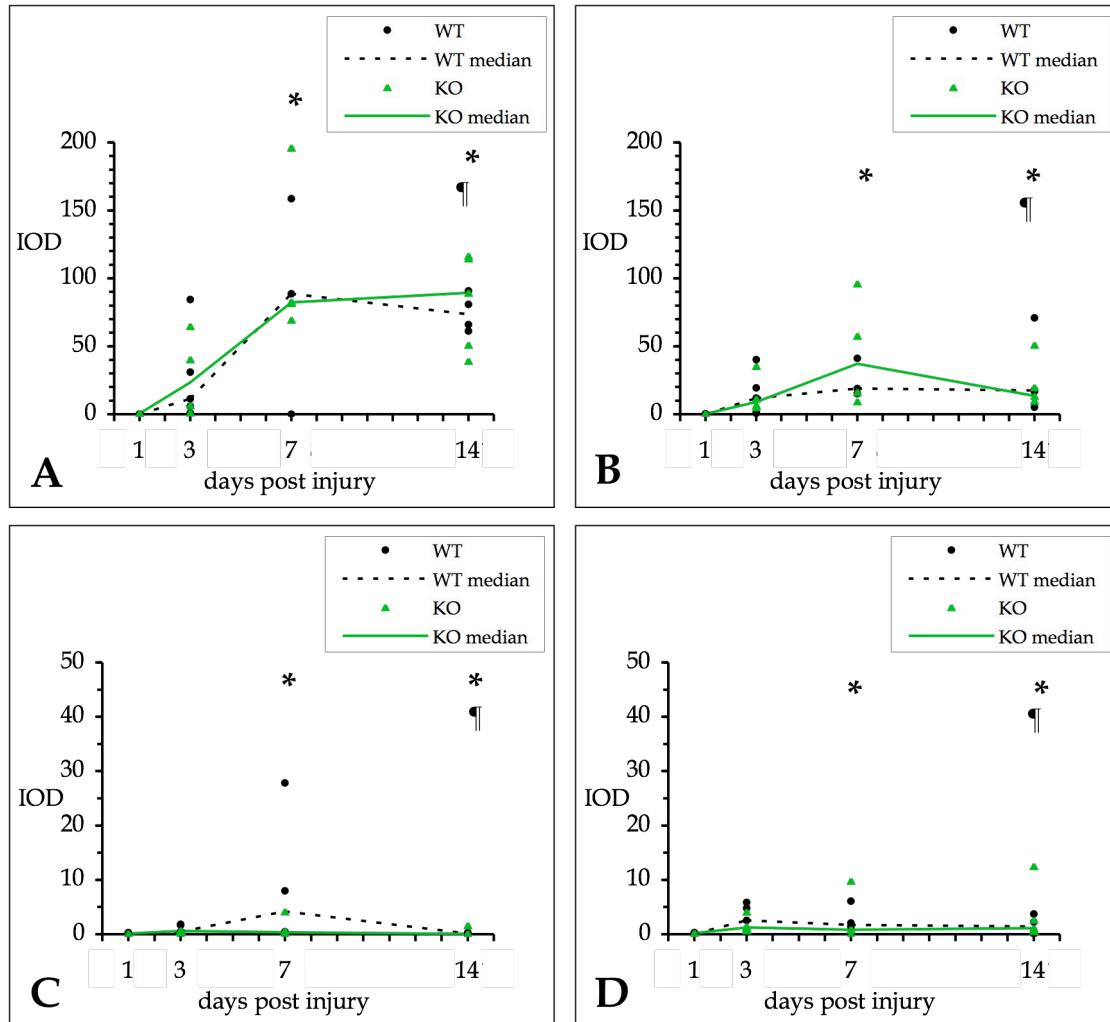 WT
WT median
KO
KO median
*
*
¶
200
150
IOD
100
50
0
1 3 7 14
days post injury
A
WT
WT median
KO
KO median
*
*
¶
200
150
IOD
100
50
0
1 3 7 14
days post injury
B
WT
WT median
KO
KO median
50
*
*
40
¶
30
IOD
20
10
0
1 3 7 14
days post injury
C
WT
WT median
KO
KO median
50
*
*
40
¶
30
IOD
20
10
0
1 3 7 14
days post injury
D